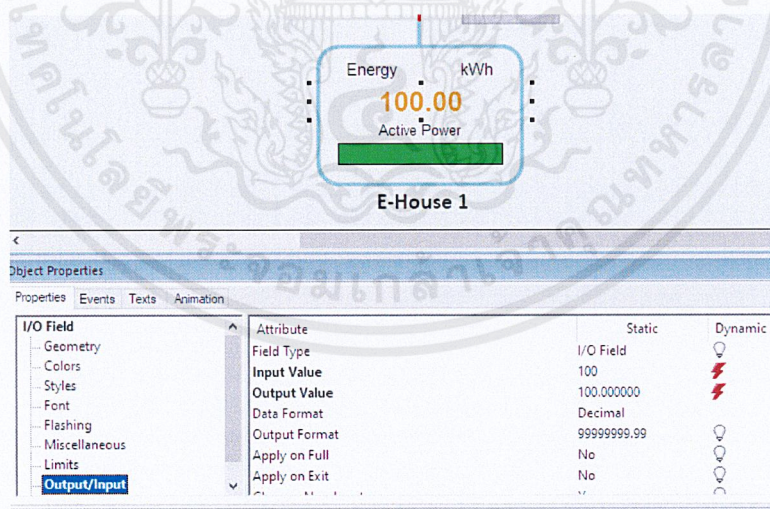 Energy kWh
100.00
Active Power
E-House 1
Object Properties
Properties Events Texts Animation
I/O Field
Geometry
Colors
Styles
Font
Flashing
Miscellaneous
Limits
Output/Input
Attribute Static Dynamic
Field Type I/O Field
Input Value 100
Output Value 100.000000
Data Format Decimal
Output Format 99999999.99
Apply on Full No
Apply on Exit No